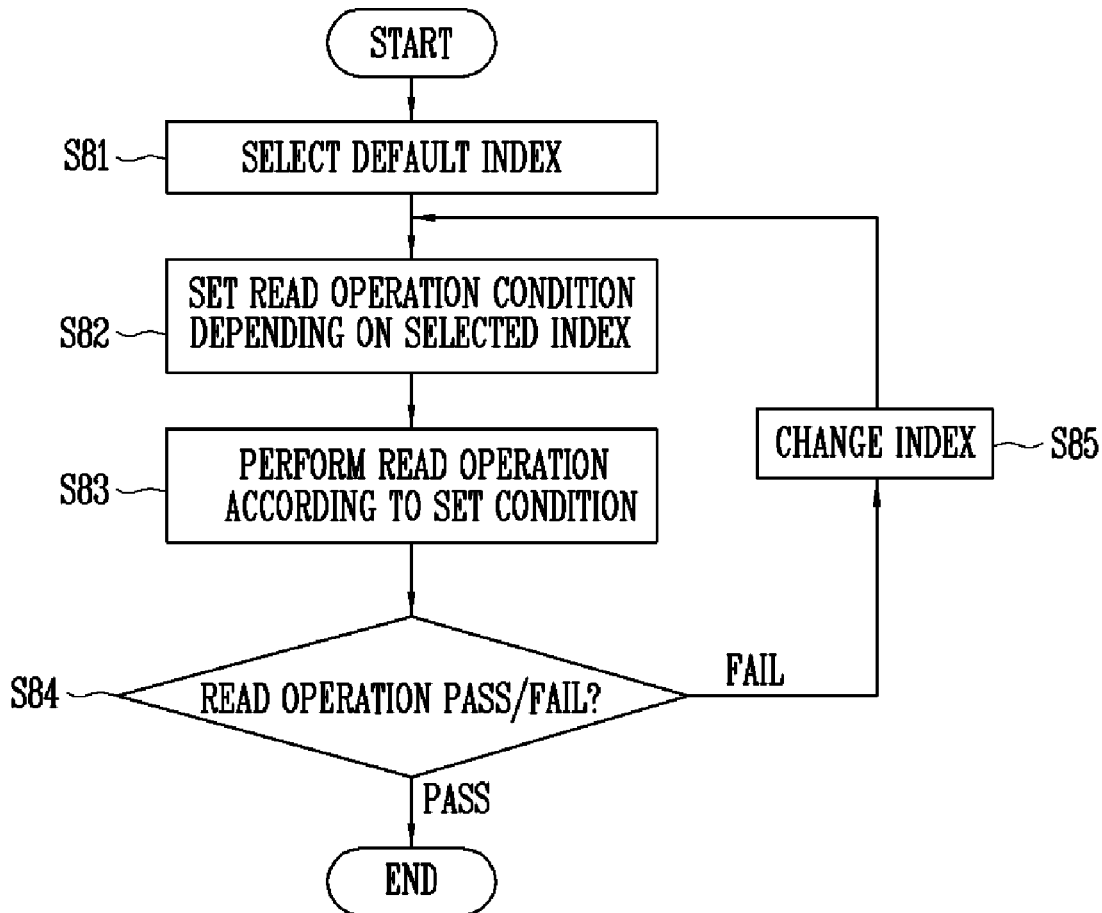 START
S81
SELECT DEFAULT INDEX
S82
SET READ OPERATION CONDITION
DEPENDING ON SELECTED INDEX
S83
PERFORM READ OPERATION
ACCORDING TO SET CONDITION
CHANGE INDEX
S85
S84
READ OPERATION PASS/FAIL?
FAIL
PASS
END